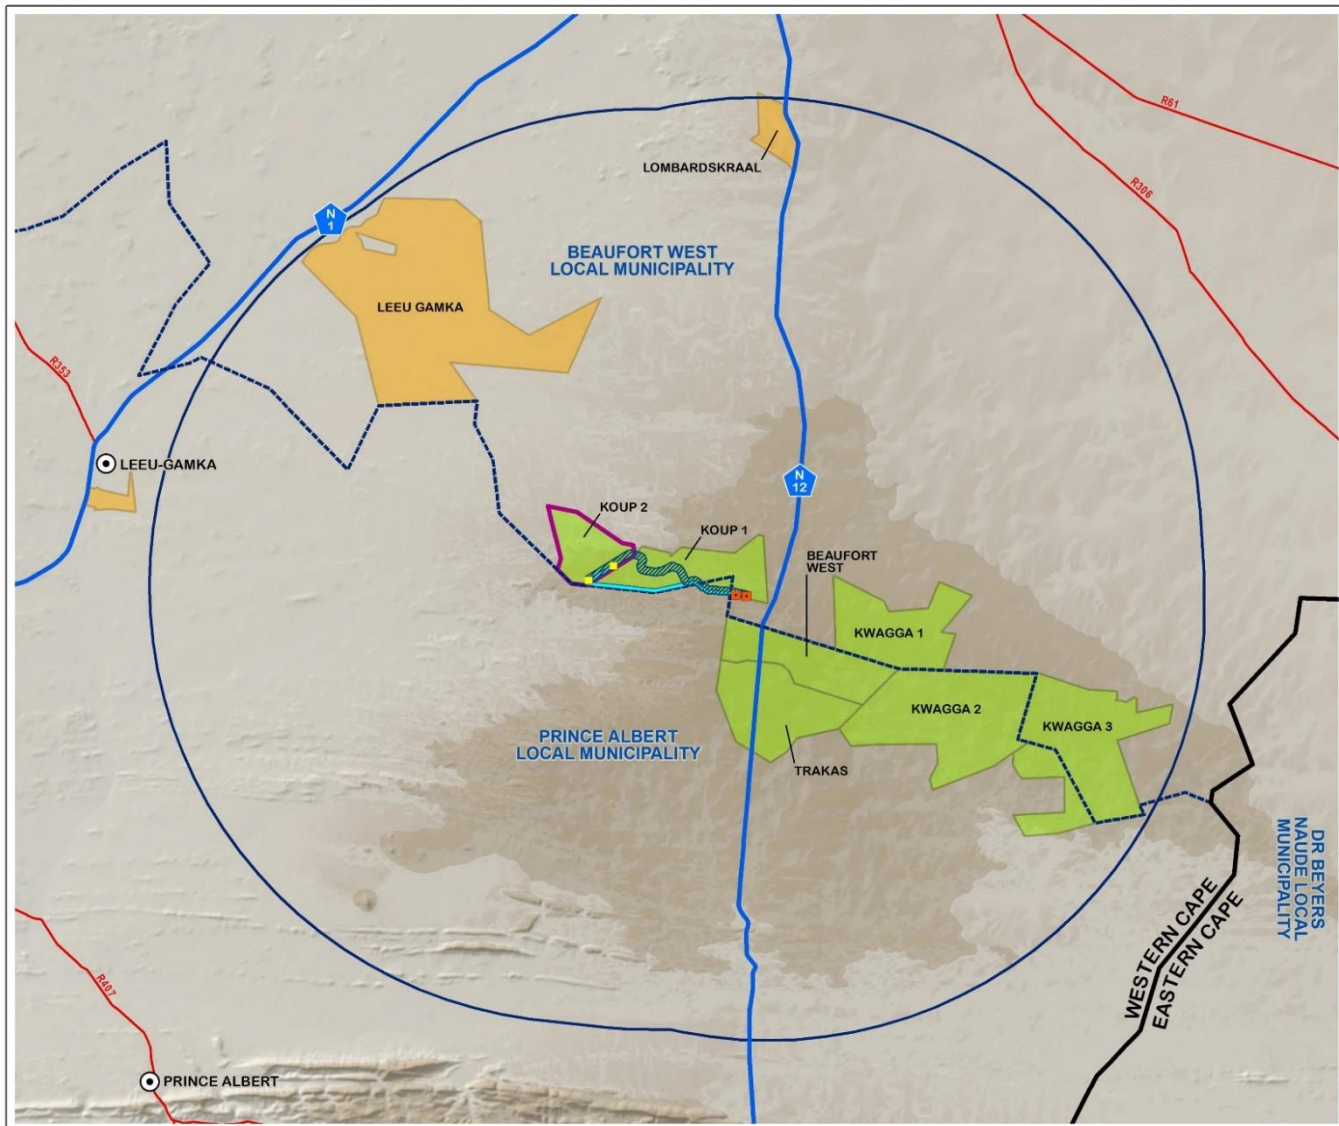 R61
LOMBARDSKRAAL
R306
N
1
BEAUFORT WEST
LOCAL MUNICIPALITY
LEEU GAMKA
R353
LEEU-GAMKA
N
12
KOUP 2
KOUP 1
BEAUFORT
WEST
KWAGGA 1
KWAGGA 2
KWAGGA 3
PRINCE ALBERT
LOCAL MUNICIPALITY
TRAKAS
DR BEYERS
NAUDE LOCAL
MUNICIPALITY
WESTERN CAPE
EASTERN CAPE
R407
PRINCE ALBERT